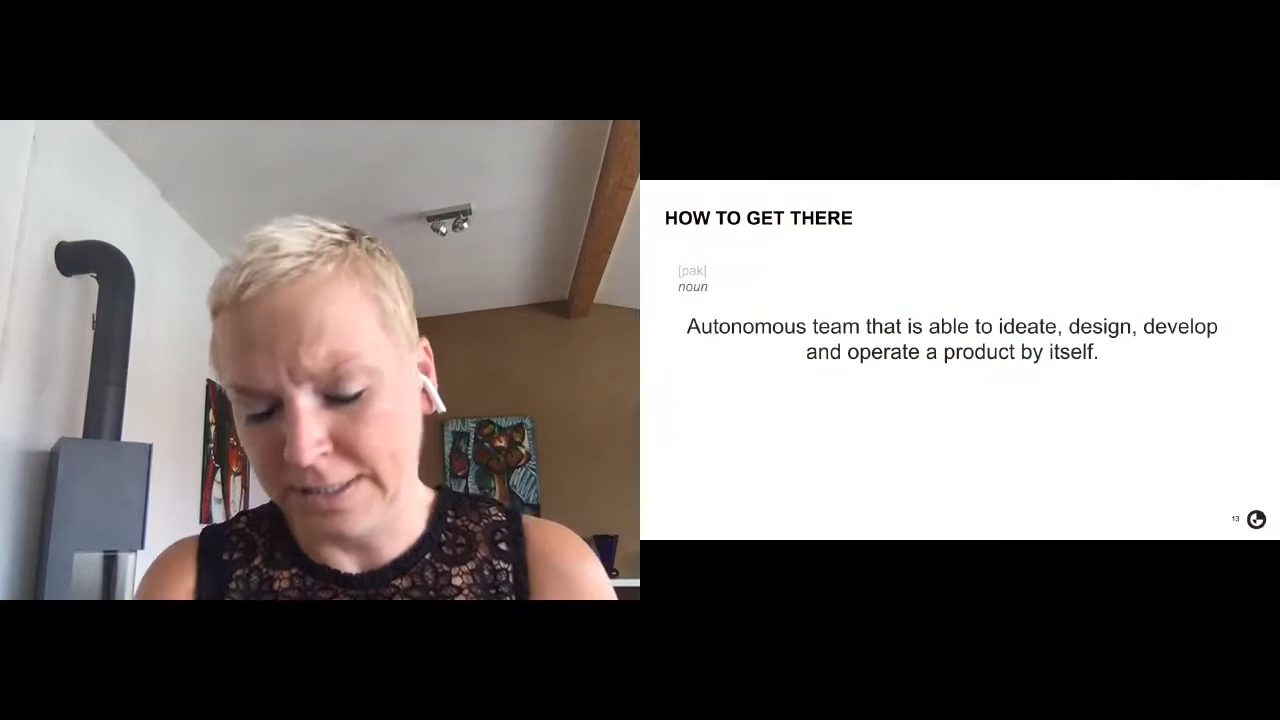 HOW TO GET THERE
[pak]
noun
Autonomous team that is able to ideate, design, develop
and operate a product by itself.
13